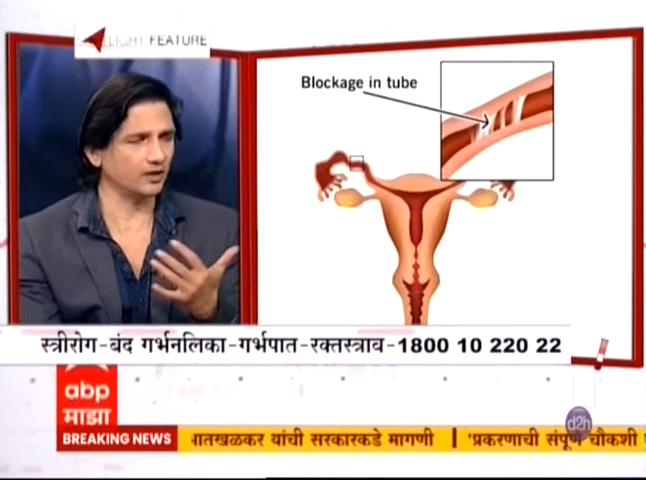 FEATURE
Blockage in tube
स्त्रीरोग-बंद गर्भनलिका-गर्भपात-रक्तस्त्राव-1800 10 220 22
abp
माझा
BREAKING NEWS
भातखळकर यांची सरकारकडे मागणी | 'प्रकरणाची संपूर्ण चौकशी
d2h